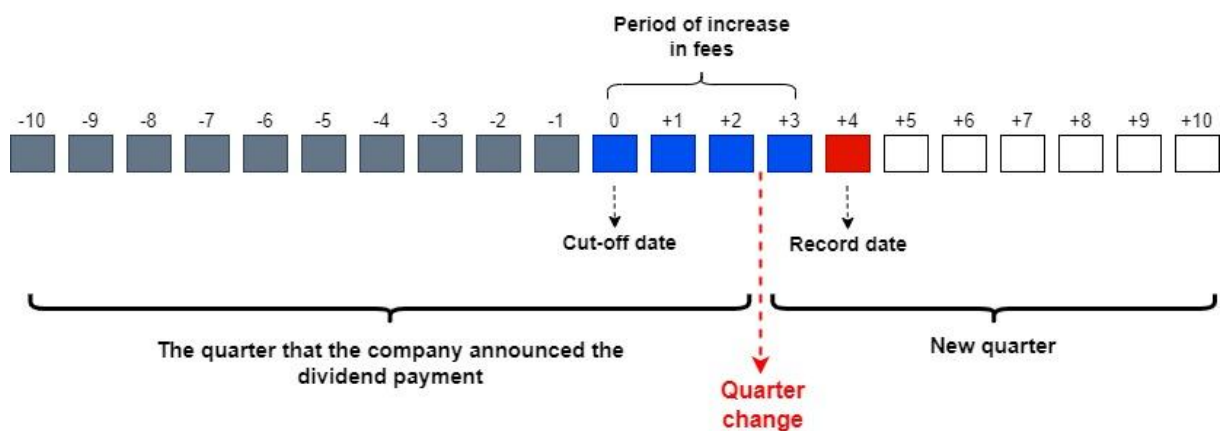 Period of increase
in fees
-10 -9 -8 -7 -6 -5 -4 -3 -2 -1 0 +1 +2 +3 +4 +5 +6 +7 +8 +9 +10
Cut-off date
Record date
The quarter that the company announced the
dividend payment
New quarter
Quarter
change